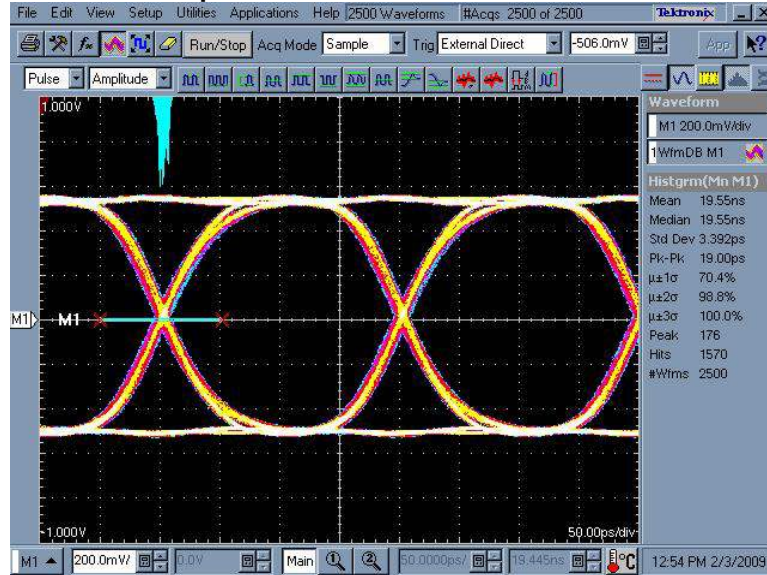 File Edit View Setup Utilities Applications Help 2500 Waveforms #Acqs 2500 of 2500 Tektronix
Run/Stop Acq Mode Sample Trig External Direct -506.0mV App
Pulse Amplitude
1.000V
Waveform
M1 200.0mV/div
1 WfmDB M1
Histgrm(Mn M1)
Mean 19.55ns
Median 19.55ns
Std Dev 3.392ps
Pk-Pk 19.00ps
µ±1σ 70.4%
µ±2σ 98.8%
µ±3σ 100.0%
Peak 176
Hits 1570
#Wfms 2500
M1 M1
-1.000V 50.00ps/div
M1 200.0mV/ 0.0V Main 1 2 50.0000ps/ 19.445ns °C 12:54 PM 2/3/2009